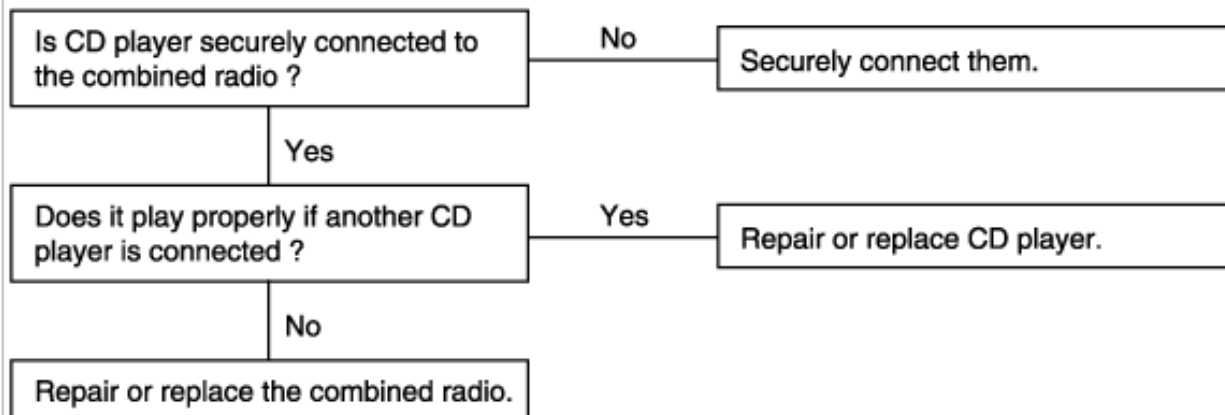 Is CD player securely connected to
the combined radio ?
No
Securely connect them.
Yes
Does it play properly if another CD
player is connected ?
Yes
Repair or replace CD player.
No
Repair or replace the combined radio.